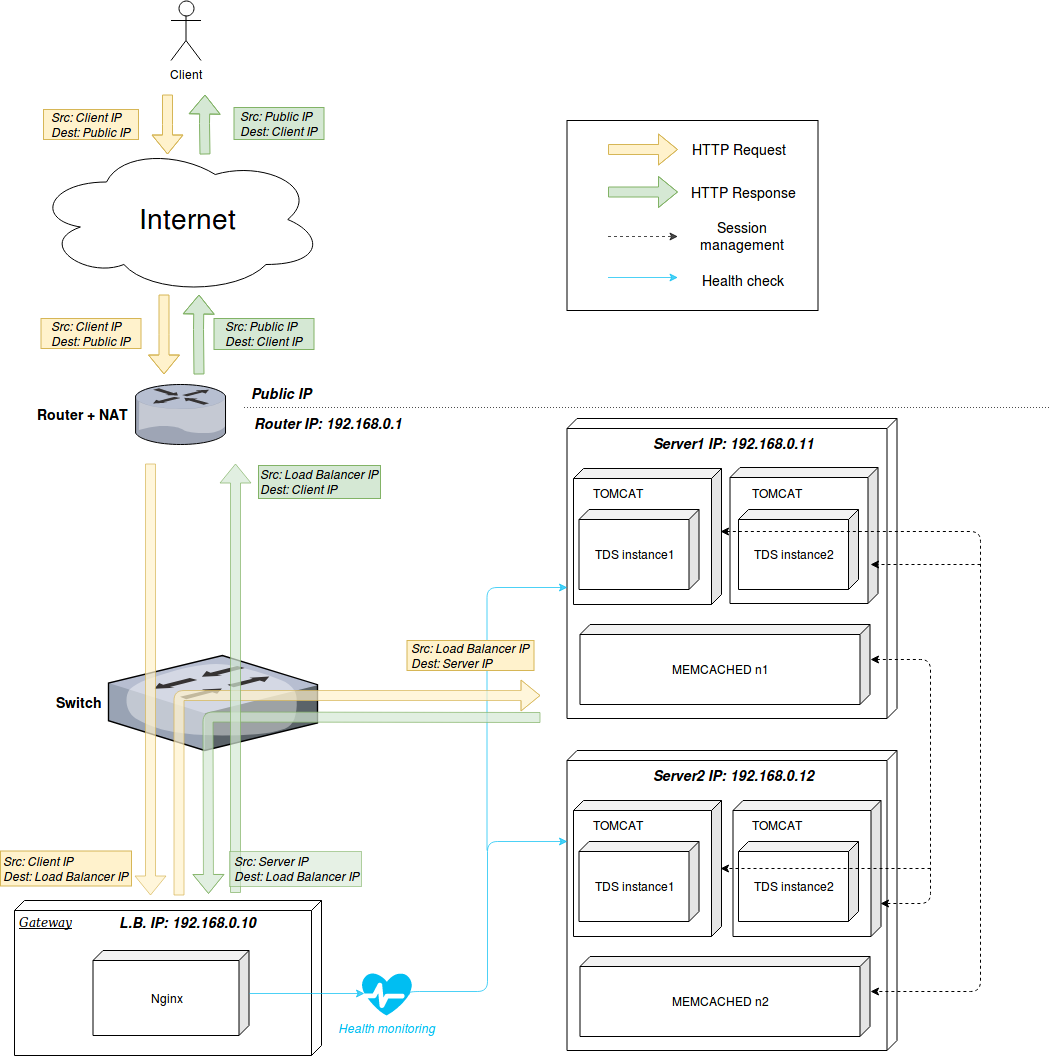 Client
Src: Client IP
Dest: Public IP
Src: Public IP
Dest: Client IP
Internet
HTTP Request
HTTP Response
Session
management
Health check
Src: Client IP
Dest: Public IP
Src: Public IP
Dest: Client IP
Router + NAT
Public IP
Router IP: 192.168.0.1
Src: Load Balancer IP
Dest: Client IP
Server1 IP: 192.168.0.11
TOMCAT
TDS instance1
TOMCAT
TDS instance2
MEMCACHED n1
Src: Load Balancer IP
Dest: Server IP
Switch
Server2 IP: 192.168.0.12
TOMCAT
TDS instance1
TOMCAT
TDS instance2
MEMCACHED n2
Src: Client IP
Dest: Load Balancer IP
Src: Server IP
Dest: Load Balancer IP
Gateway
L.B. IP: 192.168.0.10
Nginx
Health monitoring